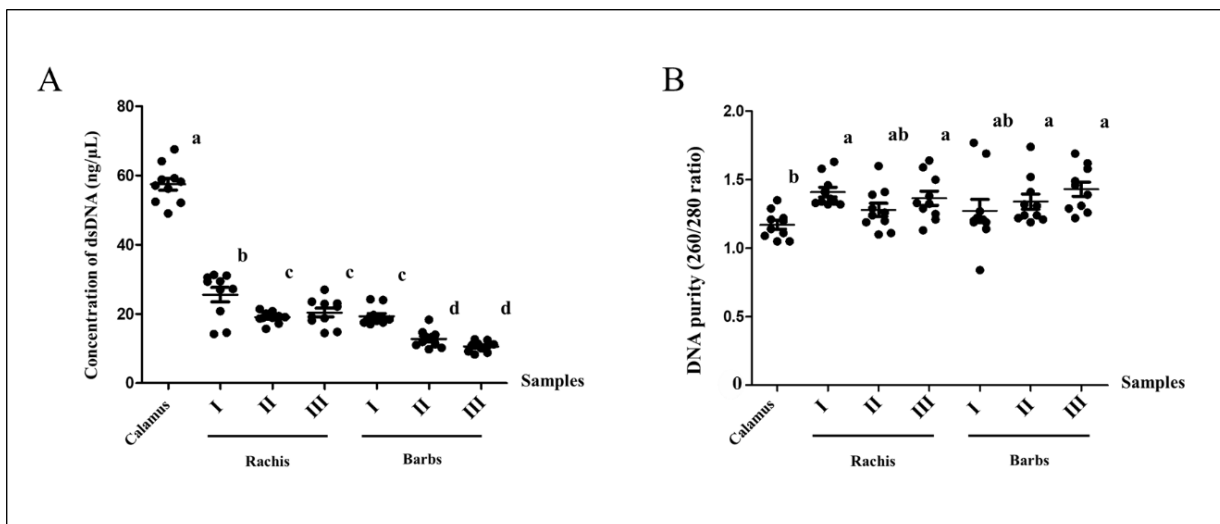 A
Concentration of dsDNA (ng/µL)
80
60
40
20
0
a
b
c
c
c
d
d
Samples
Calamus
I
II
III
I
II
III
Rachis
Barbs
B
DNA purity (260/280 ratio)
2.0
1.5
1.0
0.5
0
b
a
ab
a
ab
a
a
Samples
Calamus
I
II
III
I
II
III
Rachis
Barbs